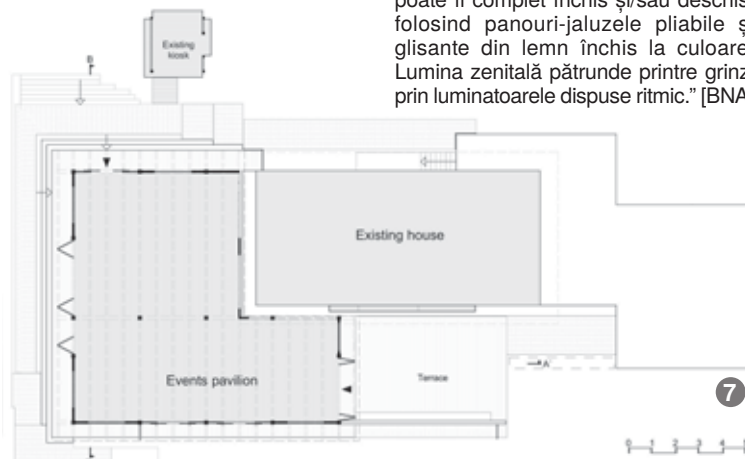 poate fi complet închis și/sau deschis
folosind panouri-jaluzele pliabile ș
glisante din lemn închis la culoare
Lumina zenitală pătrunde printre grinz
prin luminatoarele dispuse ritmic.” [BNA
Existing
kiosk
B
Existing house
Events pavilion
Terrace
A'
7
0 1 2 3 4 5